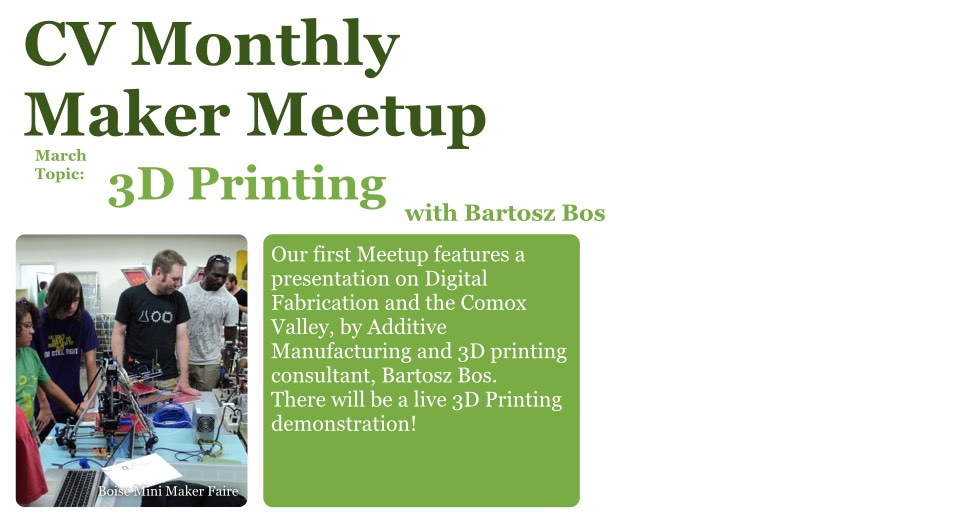 CV Monthly
Maker Meetup
March
Topic:
3D Printing
with Bartosz Bos
Our first Meetup features a
presentation on Digital
Fabrication and the Comox
Valley, by Additive
Manufacturing and 3D printing
consultant, Bartosz Bos.
There will be a live 3D Printing
demonstration!
Boise Mini Maker Faire